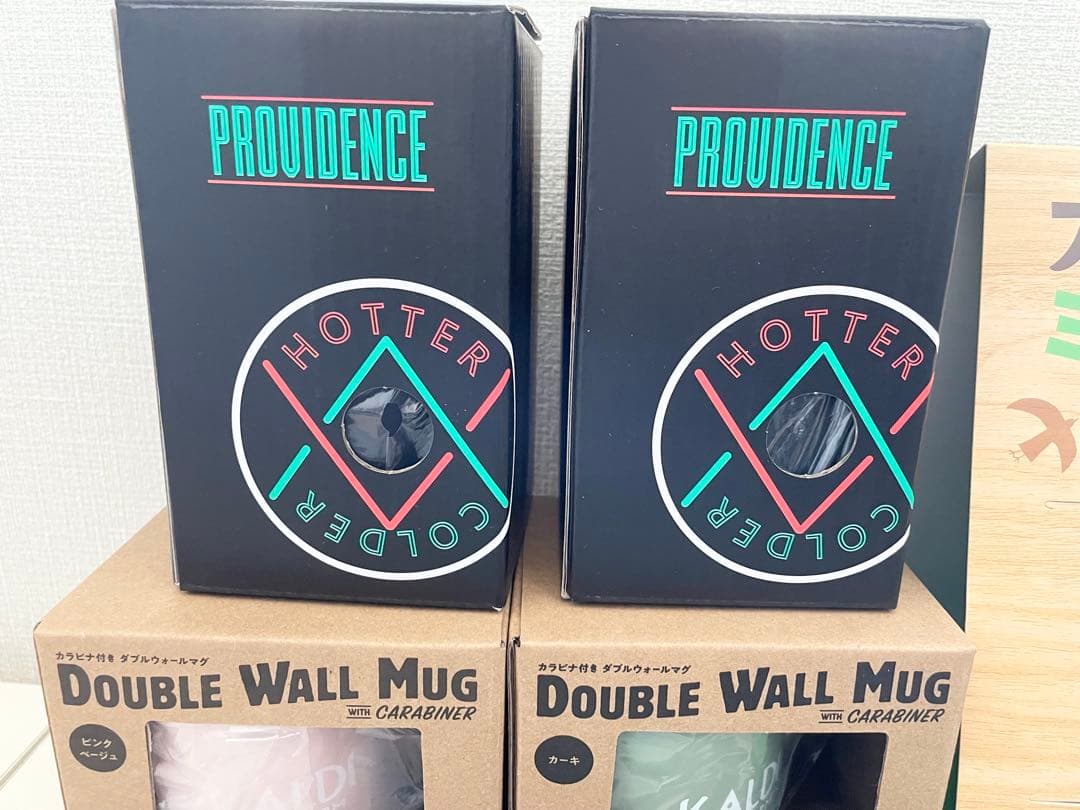 PROVIDENCE
HOTTER
COLDER
PROVIDENCE
HOTTER
COLDER
カラビナ付き ダブルウォールマグ
DOUBLE WALL MUG
WITH CARABINER
ピンク
ベージュ
KALDI
カラビナ付き ダブルウォールマグ
DOUBLE WALL MUG
WITH CARABINER
カーキ
KALDI